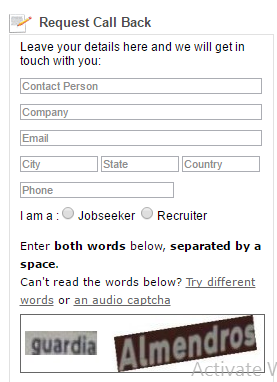 Request Call Back
Leave your details here and we will get in
touch with you:
Contact Person
Company
Email
City State Country
Phone
I am a : Jobseeker Recruiter
Enter both words below, separated by a
space.
Can't read the words below? Try different
words or an audio captcha
guardia Almendros
Activate W